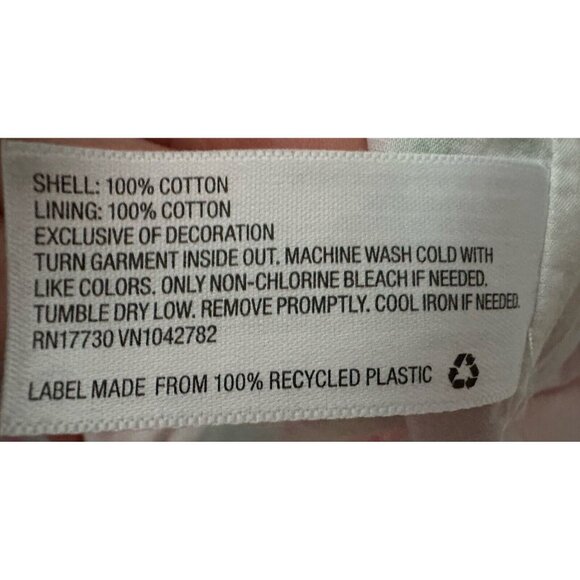 SHELL: 100% COTTON
LINING: 100% COTTON
EXCLUSIVE OF DECORATION
TURN GARMENT INSIDE OUT. MACHINE WASH COLD WITH
LIKE COLORS. ONLY NON-CHLORINE BLEACH IF NEEDED.
TUMBLE DRY LOW. REMOVE PROMPTLY. COOL IRON IF NEEDED.
RN17730 VN1042782
LABEL MADE FROM 100% RECYCLED PLASTIC